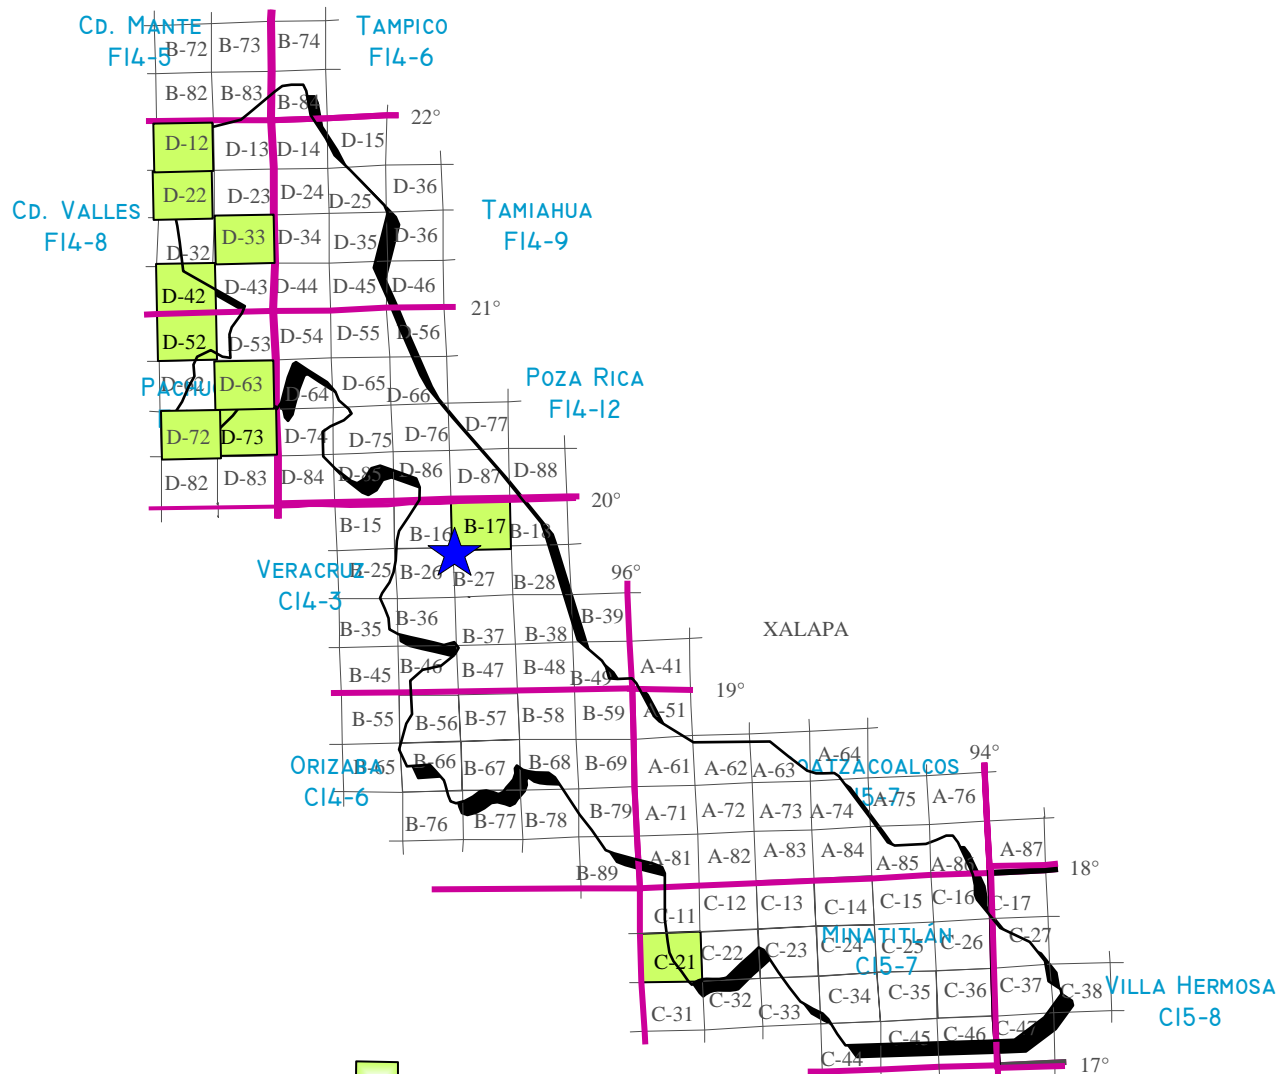 CD. MANTE
F14-5
TAMPICO
F14-6
B-72 B-73 B-74
B-82 B-83 B-84
22°
D-12 D-13 D-14 D-15
D-22 D-23 D-24 D-25 D-36
CD. VALLES
F14-8
TAMIAHUA
F14-9
D-32 D-33 D-34 D-35 D-36
D-42 D-43 D-44 D-45 D-46
21°
D-52 D-53 D-54 D-55 D-56
D-62 D-63 D-64 D-65 D-66
POZA RICA
F14-12
D-72 D-73 D-74 D-75 D-76 D-77
D-82 D-83 D-84 D-85 D-86 D-87 D-88
20°
B-15 B-16 B-17 B-18
VERACRUZ
C14-3
B-25 B-26 B-27 B-28
96°
B-35 B-36 B-37 B-38 B-39
XALAPA
B-45 B-46 B-47 B-48 B-49 A-41
19°
B-55 B-56 B-57 B-58 B-59 A-51
ORIZABA
C14-6
B-65 B-66 B-67 B-68 B-69 A-61 A-62 A-63 A-64
OATZACOALCOS
I5-7
94°
B-76 B-77 B-78 B-79 A-71 A-72 A-73 A-74 A-75 A-76
B-89 A-81 A-82 A-83 A-84 A-85 A-86 A-87
18°
C-11 C-12 C-13 C-14 C-15 C-16 C-17
MINATITLÁN
C15-7
C-21 C-22 C-23 C-24 C-25 C-26 C-27
C-31 C-32 C-33 C-34 C-35 C-36 C-37 C-38
VILLA HERMOSA
C15-8
C-44 C-45 C-46 C-47
17°